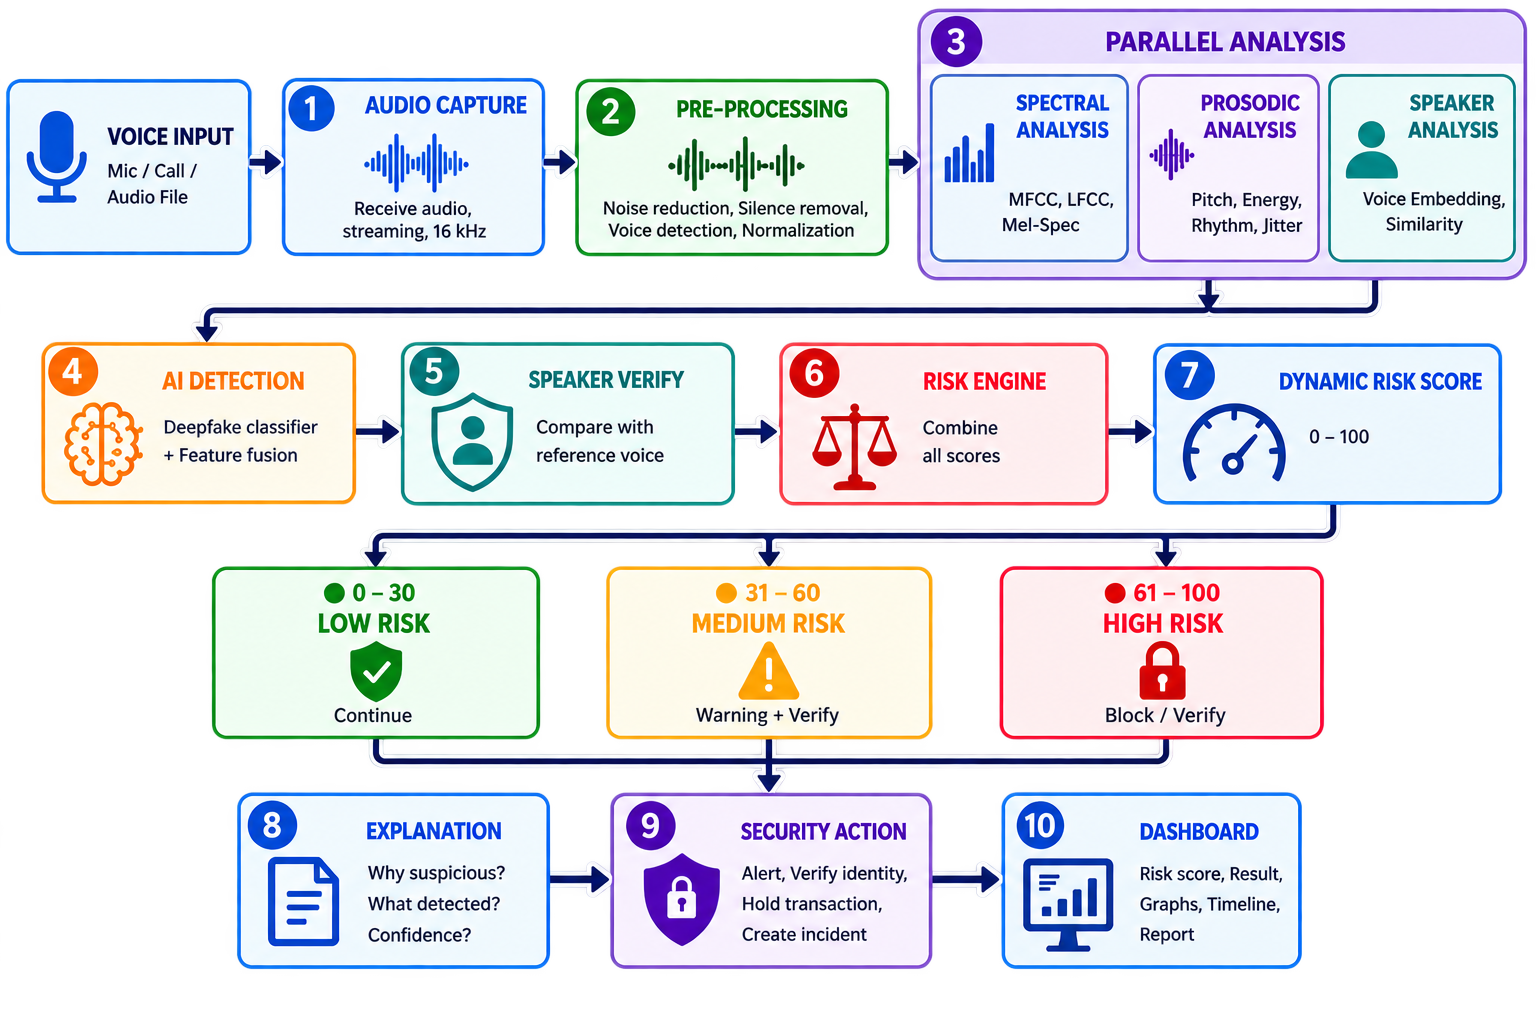 VOICE INPUT
Mic / Call /
Audio File
1
AUDIO CAPTURE
Receive audio,
streaming, 16 kHz
2
PRE-PROCESSING
Noise reduction, Silence removal,
Voice detection, Normalization
3
PARALLEL ANALYSIS
SPECTRAL
ANALYSIS
MFCC, LFCC,
Mel-Spec
PROSODIC
ANALYSIS
Pitch, Energy,
Rhythm, Jitter
SPEAKER
ANALYSIS
Voice Embedding,
Similarity
4
AI DETECTION
Deepfake classifier
+ Feature fusion
5
SPEAKER VERIFY
Compare with
reference voice
6
RISK ENGINE
Combine
all scores
7
DYNAMIC RISK SCORE
0 – 100
0 – 30
LOW RISK
Continue
31 – 60
MEDIUM RISK
Warning + Verify
61 – 100
HIGH RISK
Block / Verify
8
EXPLANATION
Why suspicious?
What detected?
Confidence?
9
SECURITY ACTION
Alert, Verify identity,
Hold transaction,
Create incident
10
DASHBOARD
Risk score, Result,
Graphs, Timeline,
Report